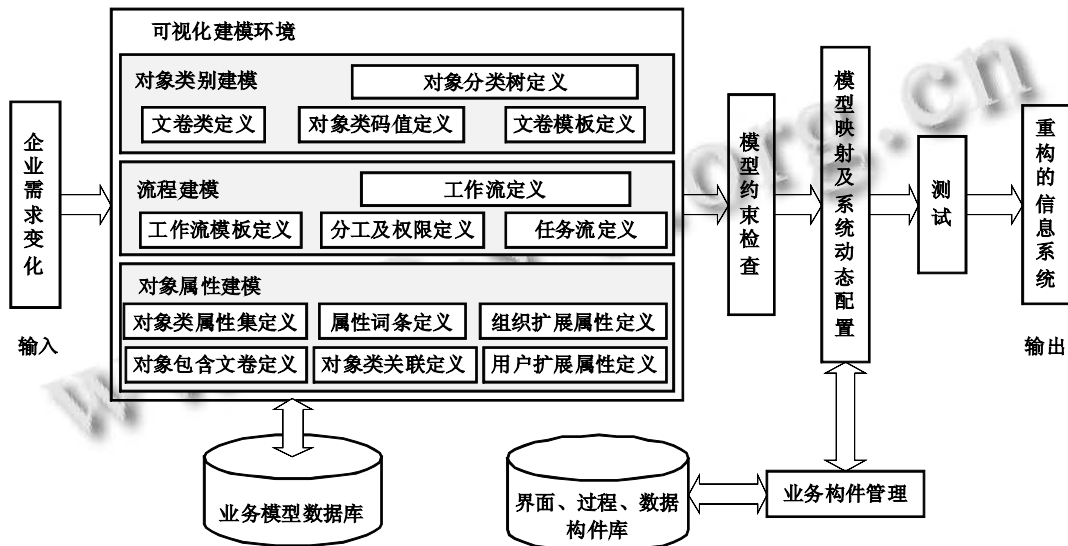 可视化建模环境
对象类别建模
对象分类树定义
文卷类定义
对象类码值定义
文卷模板定义
流程建模
工作流定义
工作流模板定义
分工及权限定义
任务流定义
对象属性建模
对象类属性集定义
属性词条定义
组织扩展属性定义
对象包含文卷定义
对象类关联定义
用户扩展属性定义
企业需求变化
输入
模型约束检查
模型映射及系统动态配置
测试
重构的信息系统
输出
业务模型数据库
界面、过程、数据
构件库
业务构件管理